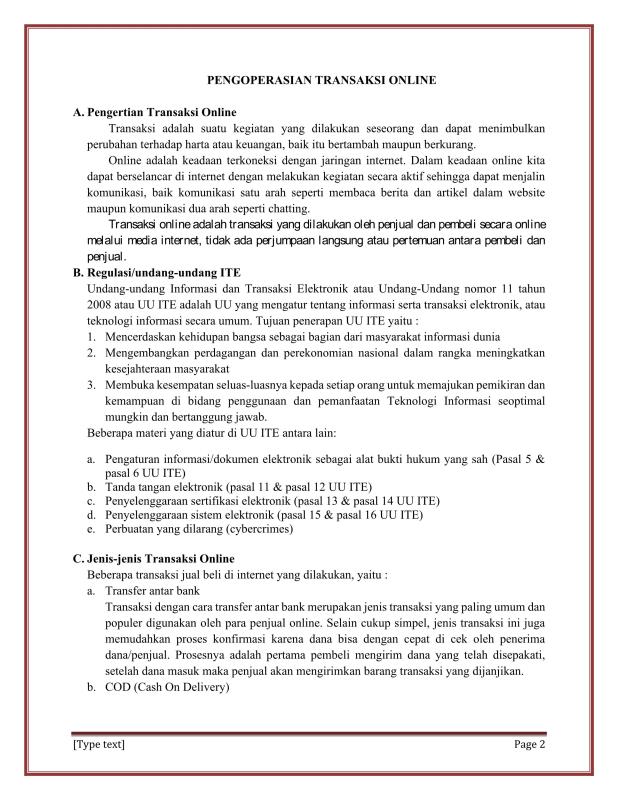 PENGOPERASIAN TRANSAKSI ONLINE
A. Pengertian Transaksi Online
Transaksi adalah suatu kegiatan yang dilakukan seseorang dan dapat menimbulkan
perubahan terhadap harta atau keuangan, baik itu bertambah maupun berkurang.
Online adalah keadaan terkoneksi dengan jaringan internet. Dalam keadaan online kita
dapat berselancar di internet dengan melakukan kegiatan secara aktif sehingga dapat menjalin
komunikasi, baik komunikasi satu arah seperti membaca berita dan artikel dalam website
maupun komunikasi dua arah seperti chatting.
Transaksi online adalah transaksi yang dilakukan oleh penjual dan pembeli secara online
melalui media internet, tidak ada perjumpaan langsung atau pertemuan antara pembeli dan
penjual.
B. Regulasi/undang-undang ITE
Undang-undang Informasi dan Transaksi Elektronik atau Undang-Undang nomor 11 tahun
2008 atau UU ITE adalah UU yang mengatur tentang informasi serta transaksi elektronik, atau
teknologi informasi secara umum. Tujuan penerapan UU ITE yaitu :
1. Mencerdaskan kehidupan bangsa sebagai bagian dari masyarakat informasi dunia
2. Mengembangkan perdagangan dan perekonomian nasional dalam rangka meningkatkan
kesejahteraan masyarakat
3. Membuka kesempatan seluas-luasnya kepada setiap orang untuk memajukan pemikiran dan
kemampuan di bidang penggunaan dan pemanfaatan Teknologi Informasi seoptimal
mungkin dan bertanggung jawab.
Beberapa materi yang diatur di UU ITE antara lain:
a. Pengaturan informasi/dokumen elektronik sebagai alat bukti hukum yang sah (Pasal 5 &
pasal 6 UU ITE)
b. Tanda tangan elektronik (pasal 11 & pasal 12 UU ITE)
c. Penyelenggaraan sertifikasi elektronik (pasal 13 & pasal 14 UU ITE)
d. Penyelenggaraan sistem elektronik (pasal 15 & pasal 16 UU ITE)
e. Perbuatan yang dilarang (cybercrimes)
C. Jenis-jenis Transaksi Online
Beberapa transaksi jual beli di internet yang dilakukan, yaitu :
a. Transfer antar bank
Transaksi dengan cara transfer antar bank merupakan jenis transaksi yang paling umum dan
populer digunakan oleh para penjual online. Selain cukup simpel, jenis transaksi ini juga
memudahkan proses konfirmasi karena dana bisa dengan cepat di cek oleh penerima
dana/penjual. Prosesnya adalah pertama pembeli mengirim dana yang telah disepakati,
setelah dana masuk maka penjual akan mengirimkan barang transaksi yang dijanjikan.
b. COD (Cash On Delivery)
[Type text] Page 2